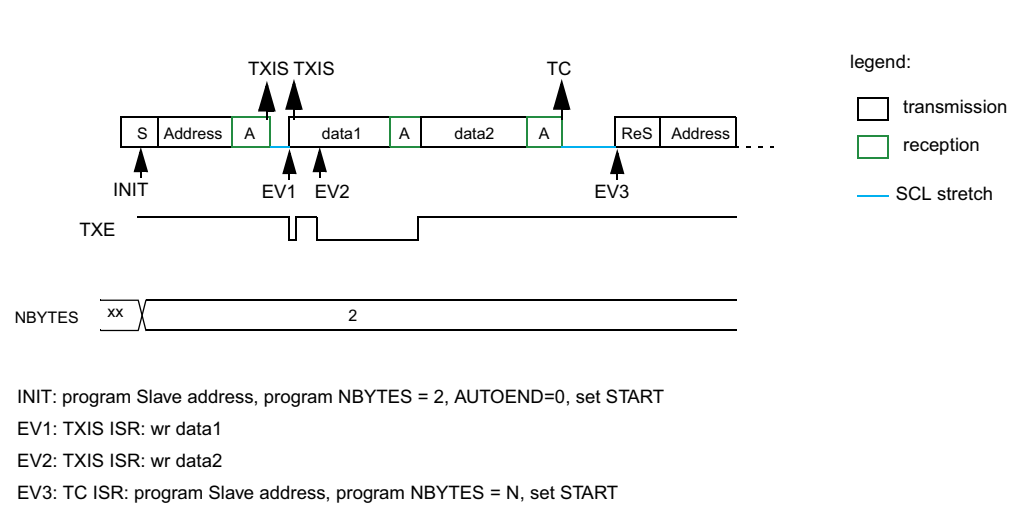 TXIS TXIS TC
legend:
transmission
S Address A data1 A data2 A ReS Address
reception
INIT EV1 EV2 EV3
SCL stretch
TXE
NBYTES xx 2
INIT: program Slave address, program NBYTES = 2, AUTOEND=0, set START
EV1: TXIS ISR: wr data1
EV2: TXIS ISR: wr data2
EV3: TC ISR: program Slave address, program NBYTES = N, set START